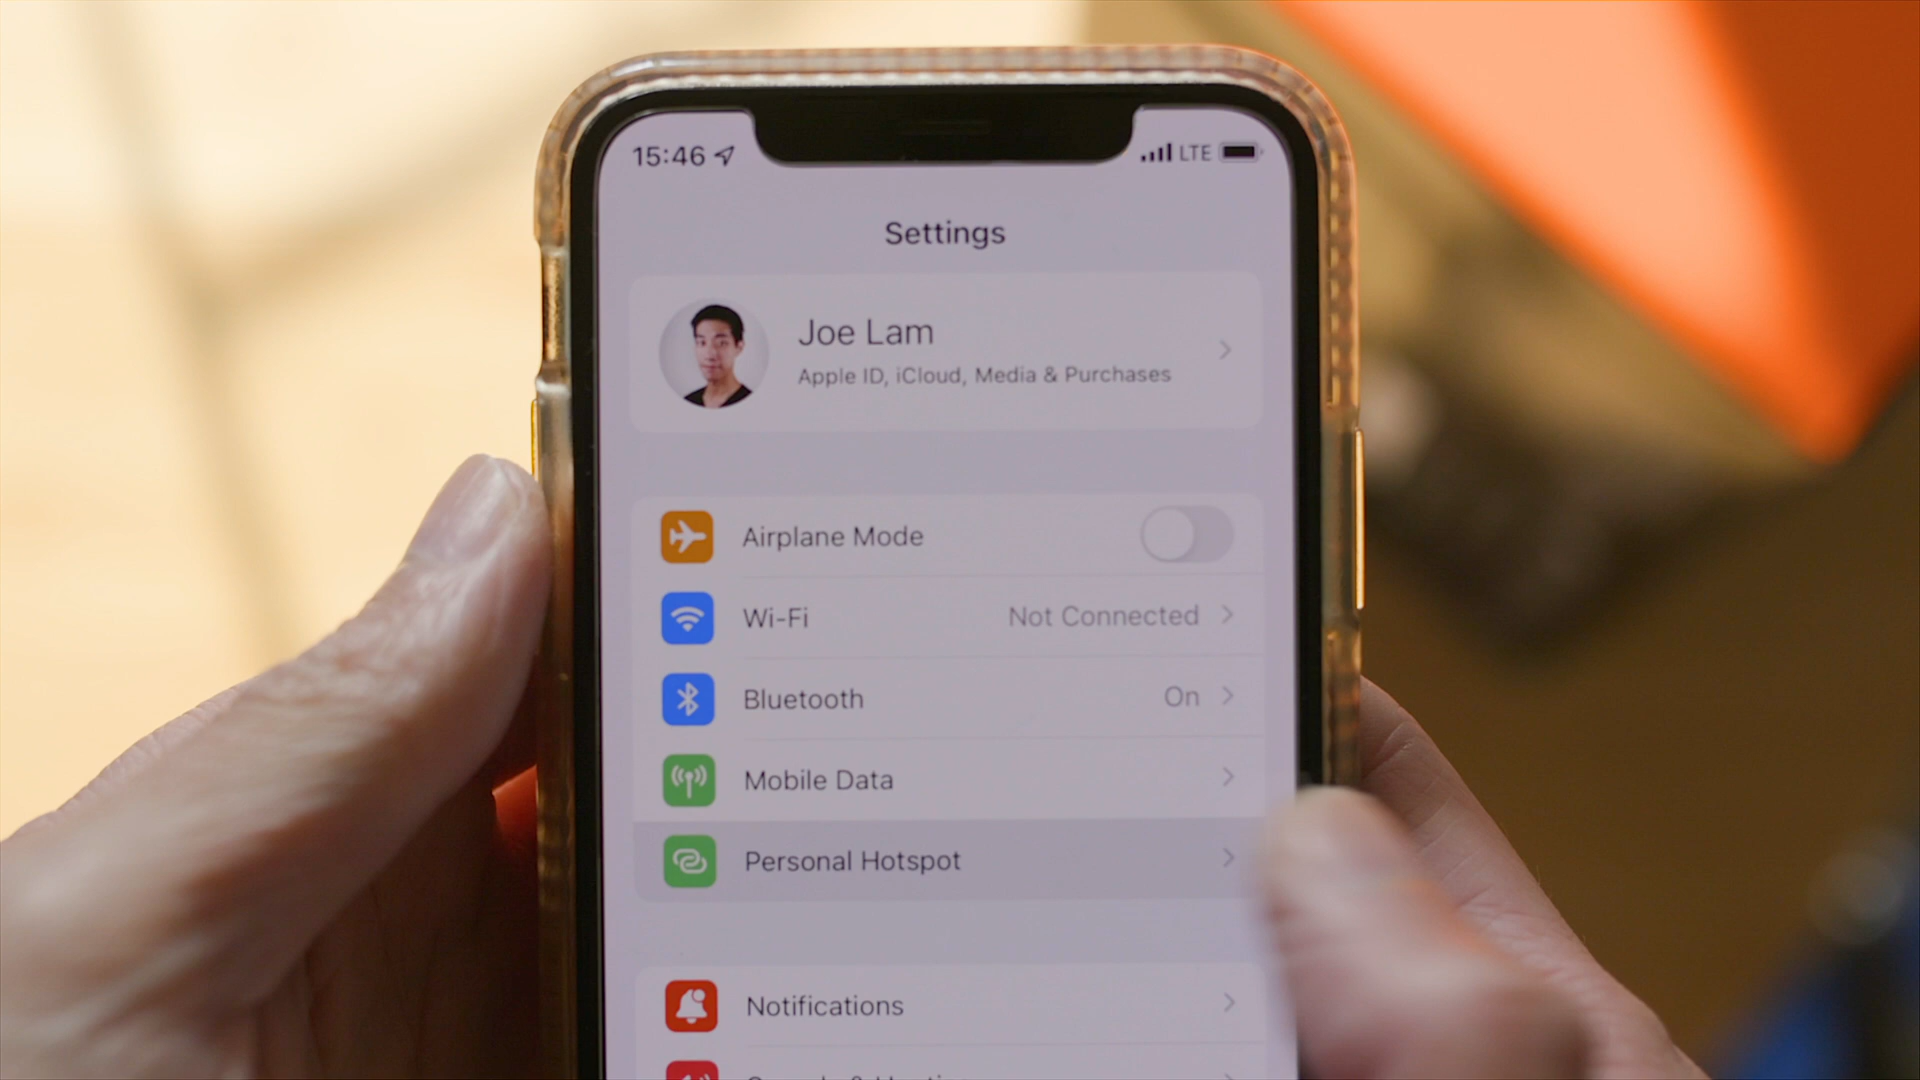 15:46
LTE
Settings
Joe Lam
Apple ID, iCloud, Media & Purchases
Airplane Mode
Wi-Fi Not Connected
Bluetooth On
Mobile Data
Personal Hotspot
Notifications